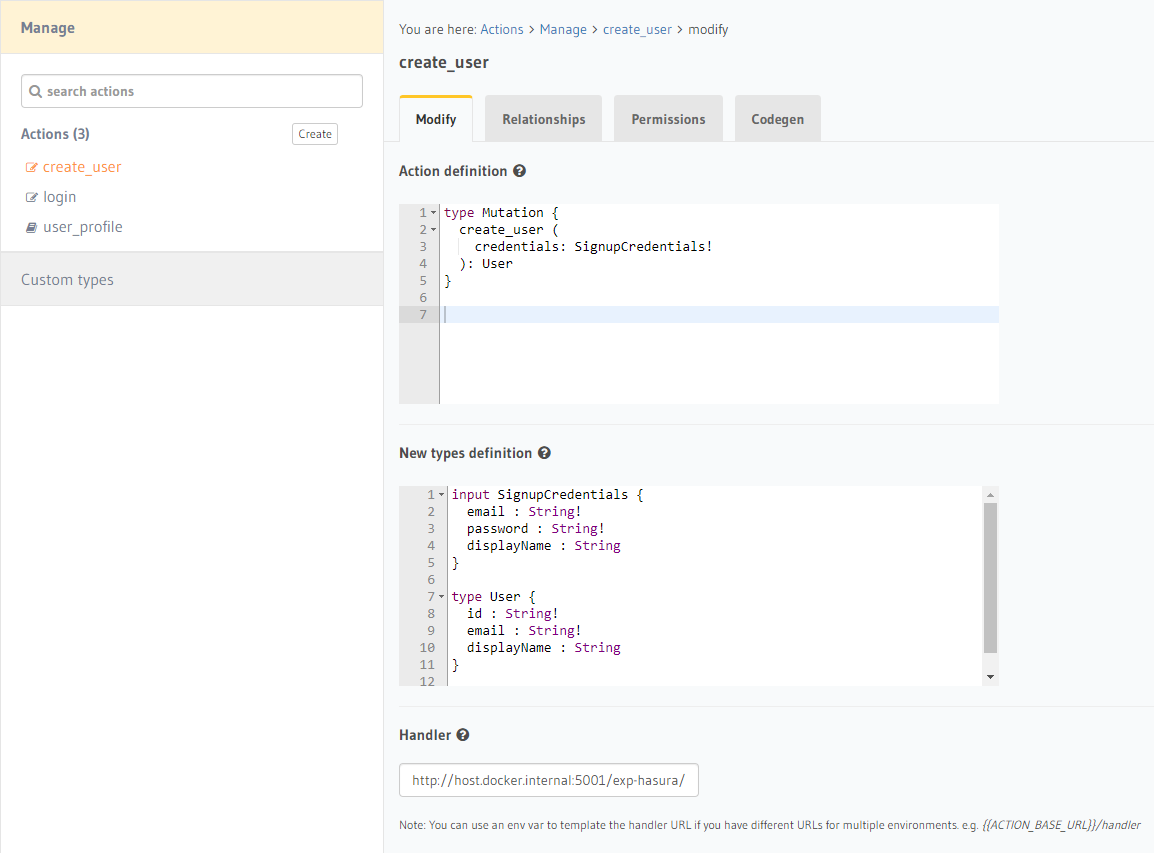 Manage
search actions
Actions (3)
Create
create_user
login
user_profile
Custom types
You are here: Actions > Manage > create_user > modify
create_user
Modify
Relationships
Permissions
Codegen
Action definition
1 type Mutation {
2 create_user (
3 credentials: SignupCredentials!
4 ): User
5 }
6
7
New types definition
1 input SignupCredentials {
2 email : String!
3 password : String!
4 displayName : String
5 }
6
7 type User {
8 id : String!
9 email : String!
10 displayName : String
11 }
12
Handler
http://host.docker.internal:5001/exp-hasura/
Note: You can use an env var to template the handler URL if you have different URLs for multiple environments. e.g. {{ACTION_BASE_URL}}/handler